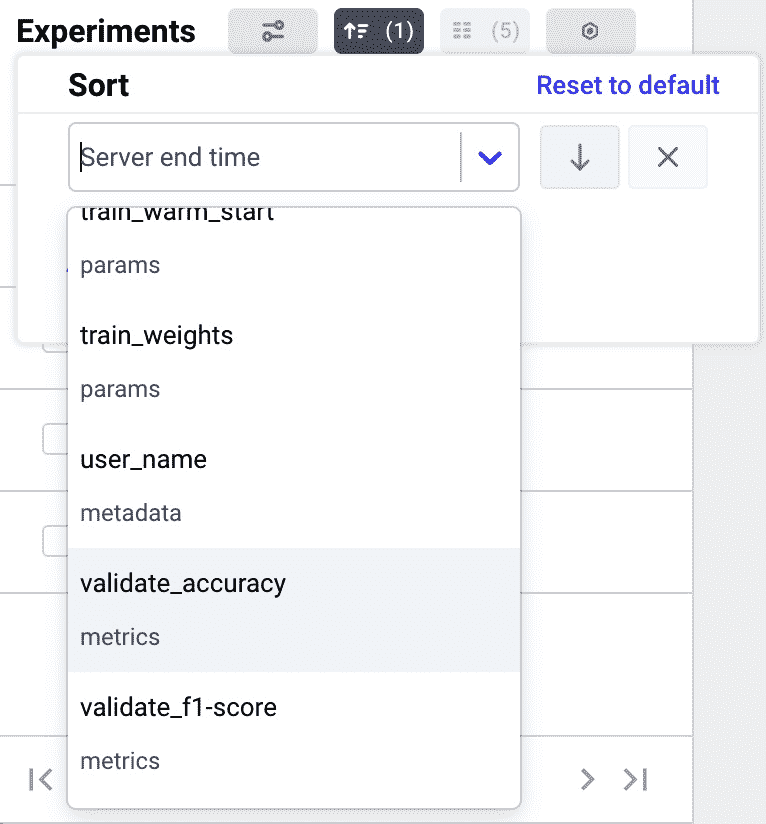 Experiments
(1)
(5)
Sort
Reset to default
Server end time
train_warm_start
params
train_weights
params
user_name
metadata
validate_accuracy
metrics
validate_f1-score
metrics